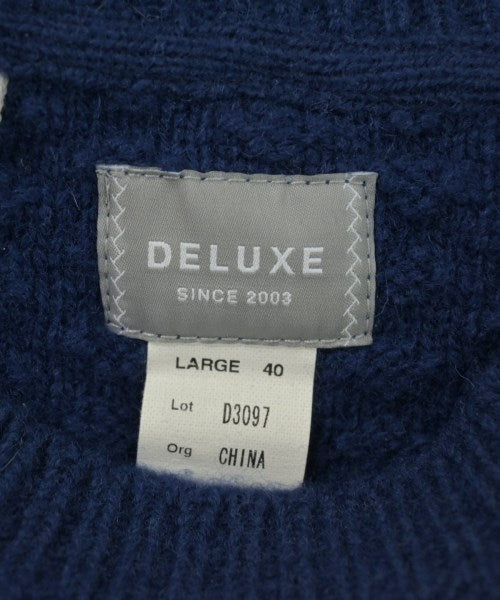 DELUXE
SINCE 2003
LARGE 40
Lot D3097
Org CHINA